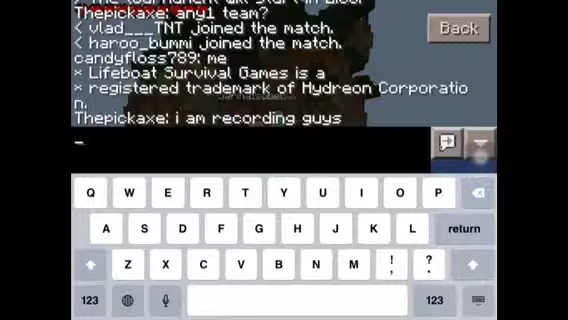 Thepickaxe: any1 team?
< vlad___TNT joined the match.
< haroo_bummi joined the match.
candyfloss789: me
* Lifeboat Survival Games is a
* registered trademark of Hydreon Corporatio
n.
Thepickaxe: i am recording guys
Back
Q W E R T Y U I O P
A S D F G H J K L return
Z X C V B N M ! , ? .
123 123